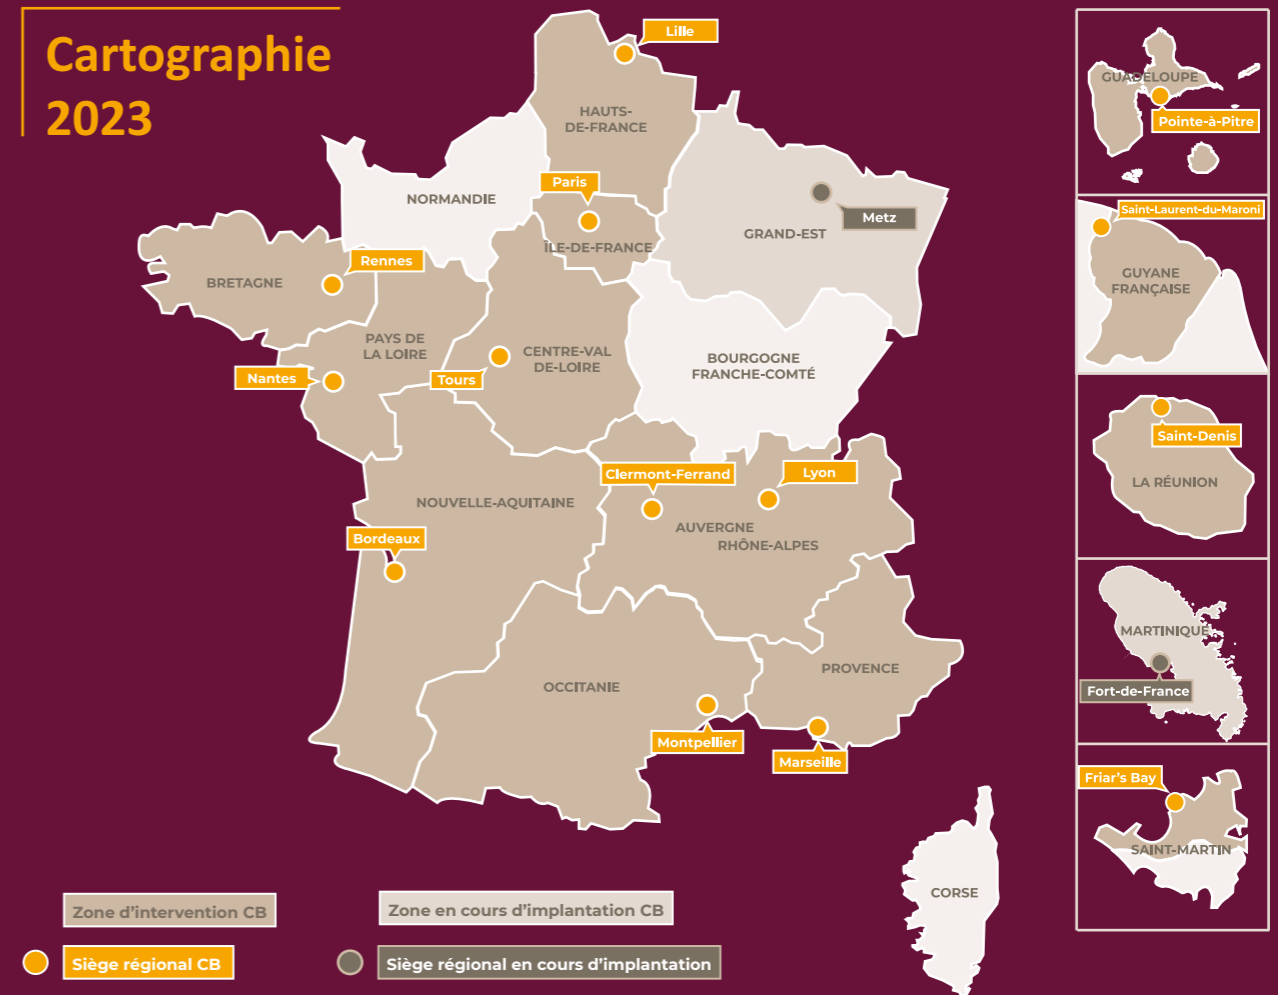 Cartographie
2023
Lille
HAUTS-
DE-FRANCE
NORMANDIE
Paris
ÎLE-DE-FRANCE
GRAND-EST
Metz
BRETAGNE
Rennes
PAYS DE
LA LOIRE
Nantes
CENTRE-VAL
DE-LOIRE
Tours
BOURGOGNE
FRANCHE-COMTÉ
NOUVELLE-AQUITAINE
Bordeaux
Clermont-Ferrand
Lyon
AUVERGNE
RHÔNE-ALPES
OCCITANIE
Montpellier
PROVENCE
Marseille
CORSE
GUADELOUPE
Pointe-à-Pitre
Saint-Laurent-du-Maroni
GUYANE
FRANÇAISE
Saint-Denis
LA RÉUNION
MARTINIQUE
Fort-de-France
Friar's Bay
SAINT-MARTIN
Zone d'intervention CB
Zone en cours d'implantation CB
Siège régional CB
Siège régional en cours d'implantation